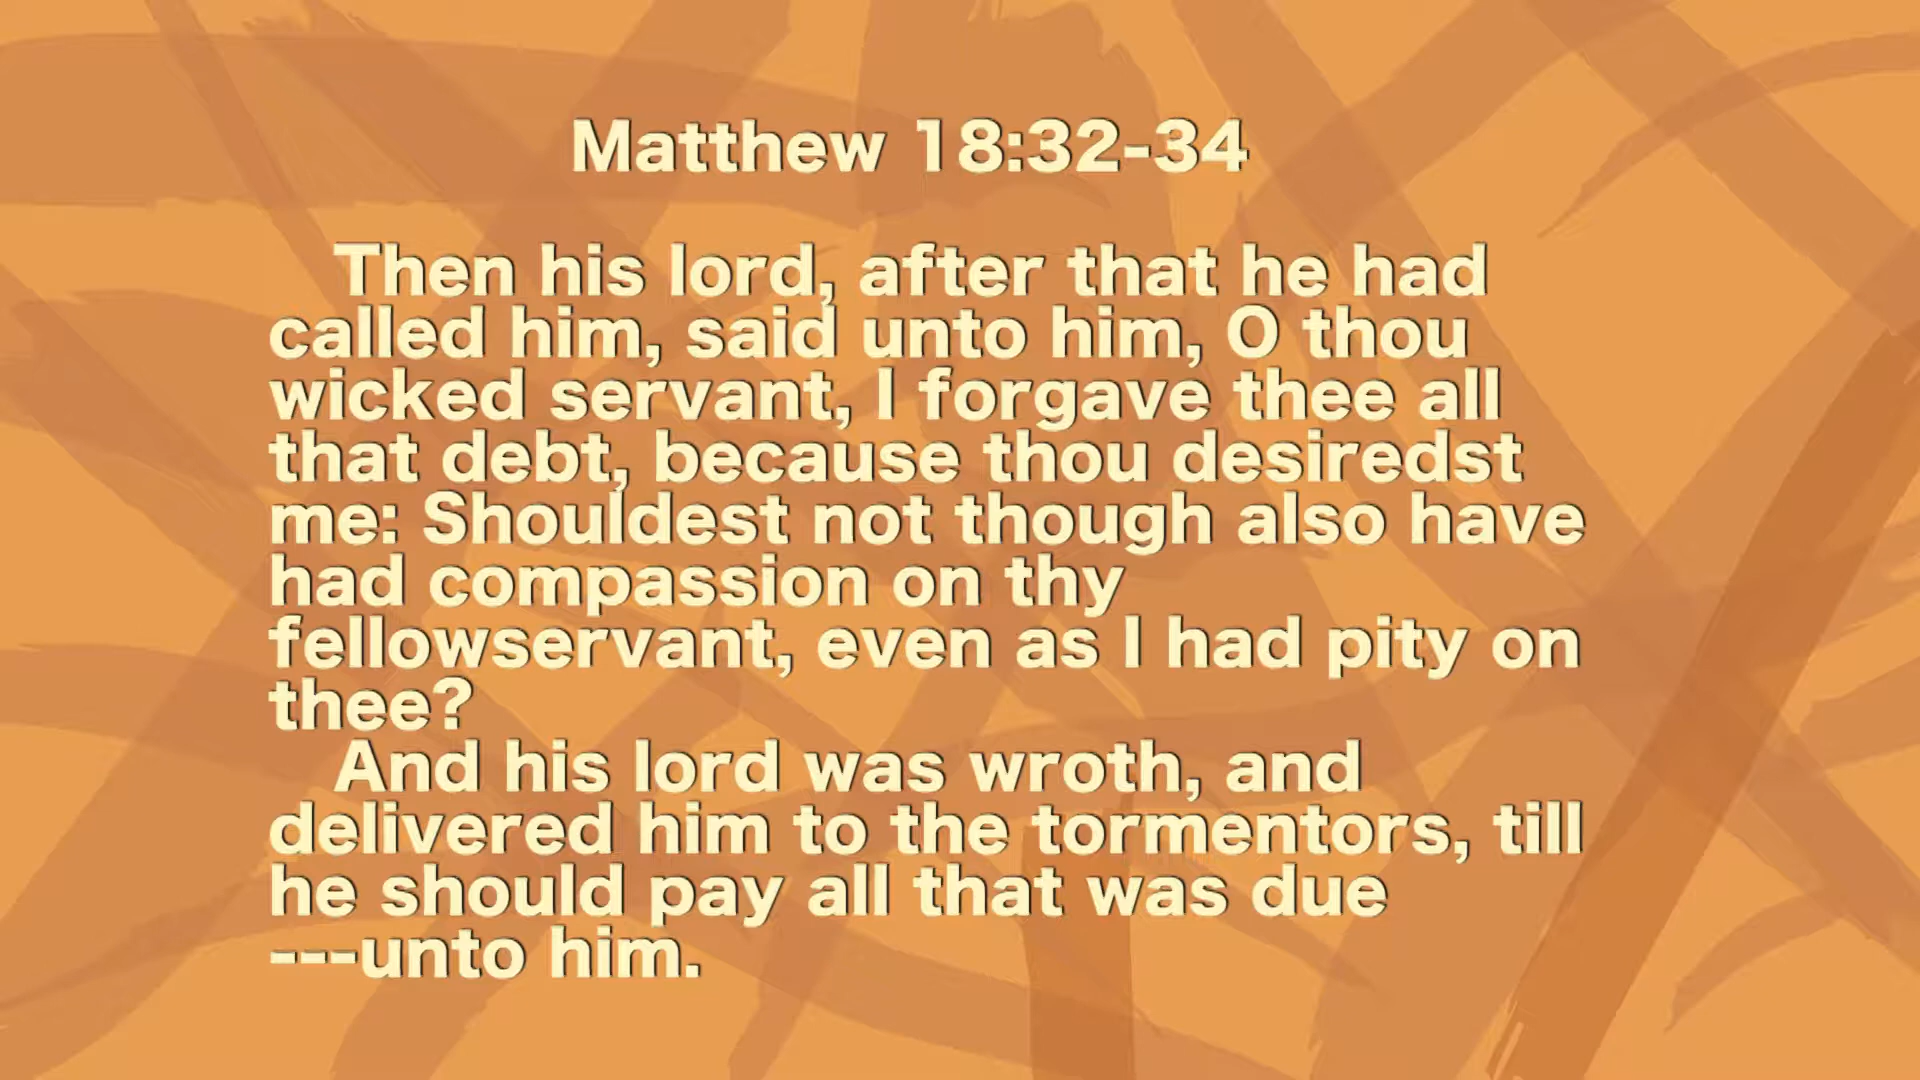 Matthew 18:32-34
Then his lord, after that he had
called him, said unto him, O thou
wicked servant, I forgave thee all
that debt, because thou desiredst
me: Shouldest not though also have
had compassion on thy
fellowservant, even as I had pity on
thee?
And his lord was wroth, and
delivered him to the tormentors, till
he should pay all that was due
---unto him.